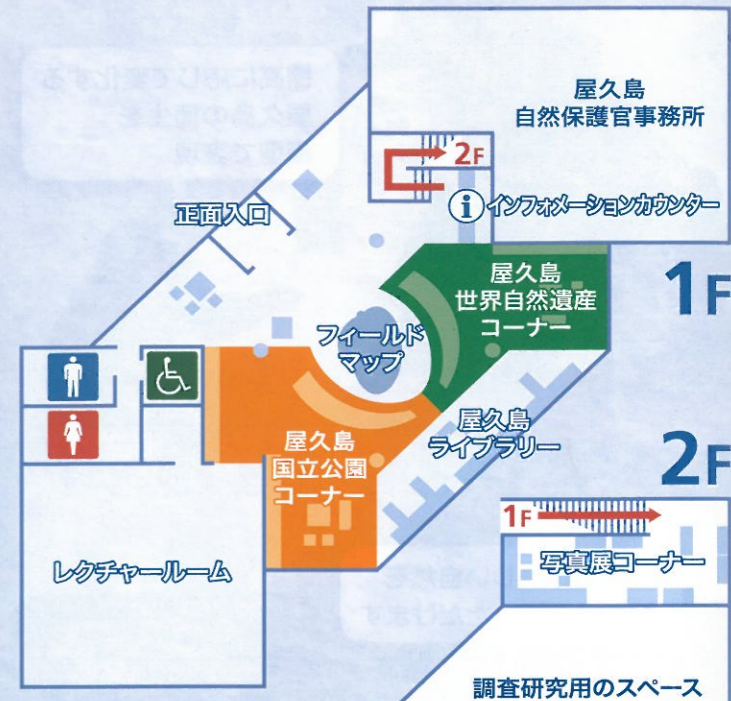 屋久島
自然保護官事務所
2F
インフォメーションカウンター
正面入口
1F
屋久島
世界自然遺産
コーナー
フィールド
マップ
屋久島
ライブラリー
屋久島
国立公園
コーナー
レクチャールーム
2F
1F
写真展コーナー
調査研究用のスペース